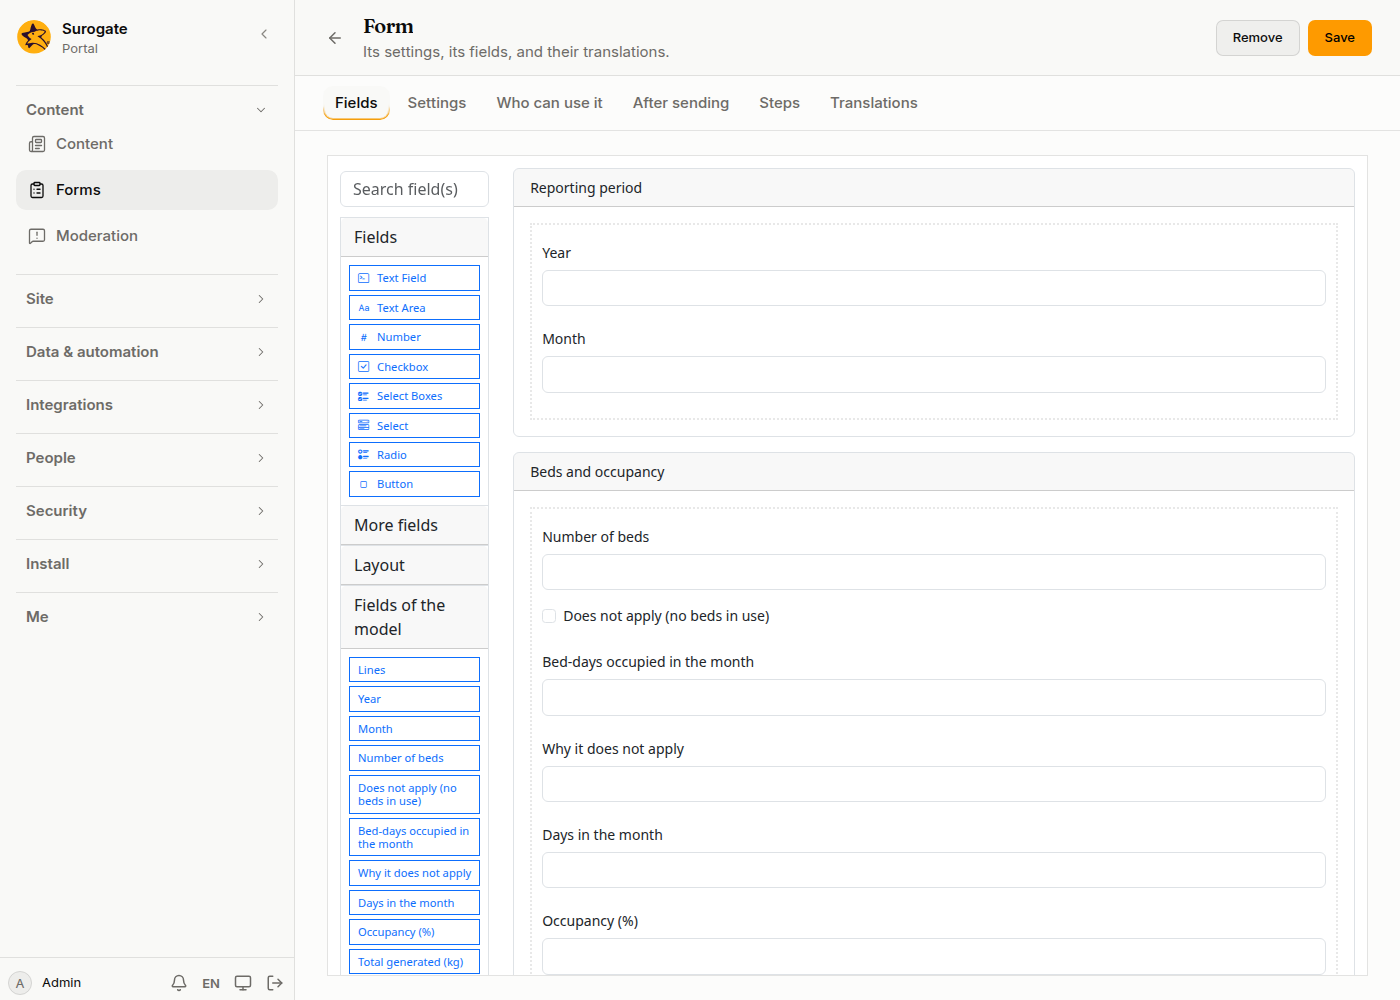 Surogate
Portal
Content
Content
Forms
Moderation
Site
Data & automation
Integrations
People
Security
Install
Me
A
Admin
EN
Form
Its settings, its fields, and their translations.
Remove
Save
Fields
Settings
Who can use it
After sending
Steps
Translations
Search field(s)
Fields
Text Field
Aa Text Area
# Number
Checkbox
Select Boxes
Select
Radio
Button
More fields
Layout
Fields of the
model
Lines
Year
Month
Number of beds
Does not apply (no
beds in use)
Bed-days occupied in
the month
Why it does not apply
Days in the month
Occupancy (%)
Total generated (kg)
Reporting period
Year
Month
Beds and occupancy
Number of beds
Does not apply (no beds in use)
Bed-days occupied in the month
Why it does not apply
Days in the month
Occupancy (%)